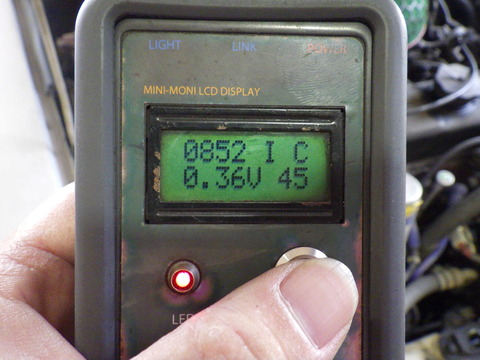 LIGHT LINK POWER
MINI-MONI LCD DISPLAY
0852 I C
0.36V 45
LED